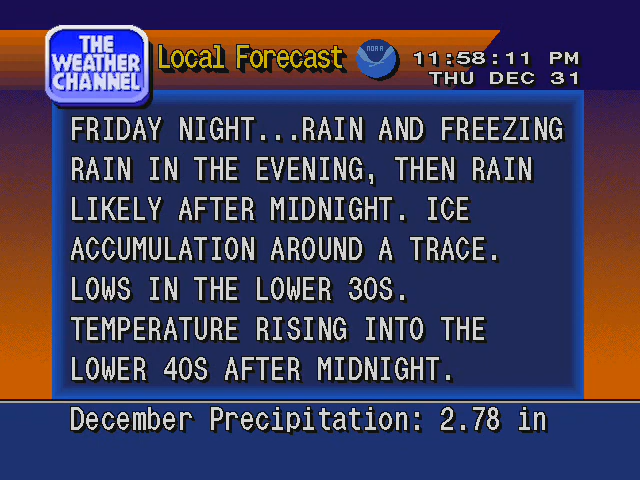 THE
WEATHER
CHANNEL
Local Forecast
NOAA
11:58:11 PM
THU DEC 31
FRIDAY NIGHT...RAIN AND FREEZING
RAIN IN THE EVENING, THEN RAIN
LIKELY AFTER MIDNIGHT. ICE
ACCUMULATION AROUND A TRACE.
LOWS IN THE LOWER 30S.
TEMPERATURE RISING INTO THE
LOWER 40S AFTER MIDNIGHT.
December Precipitation: 2.78 in